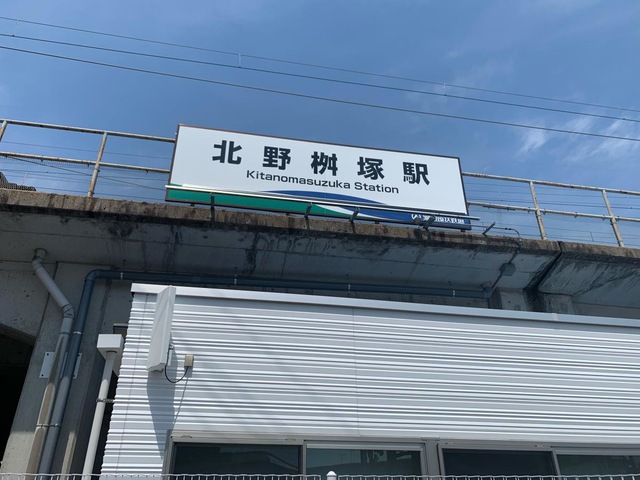 北野桝塚駅
Kitanomasuzuka Station